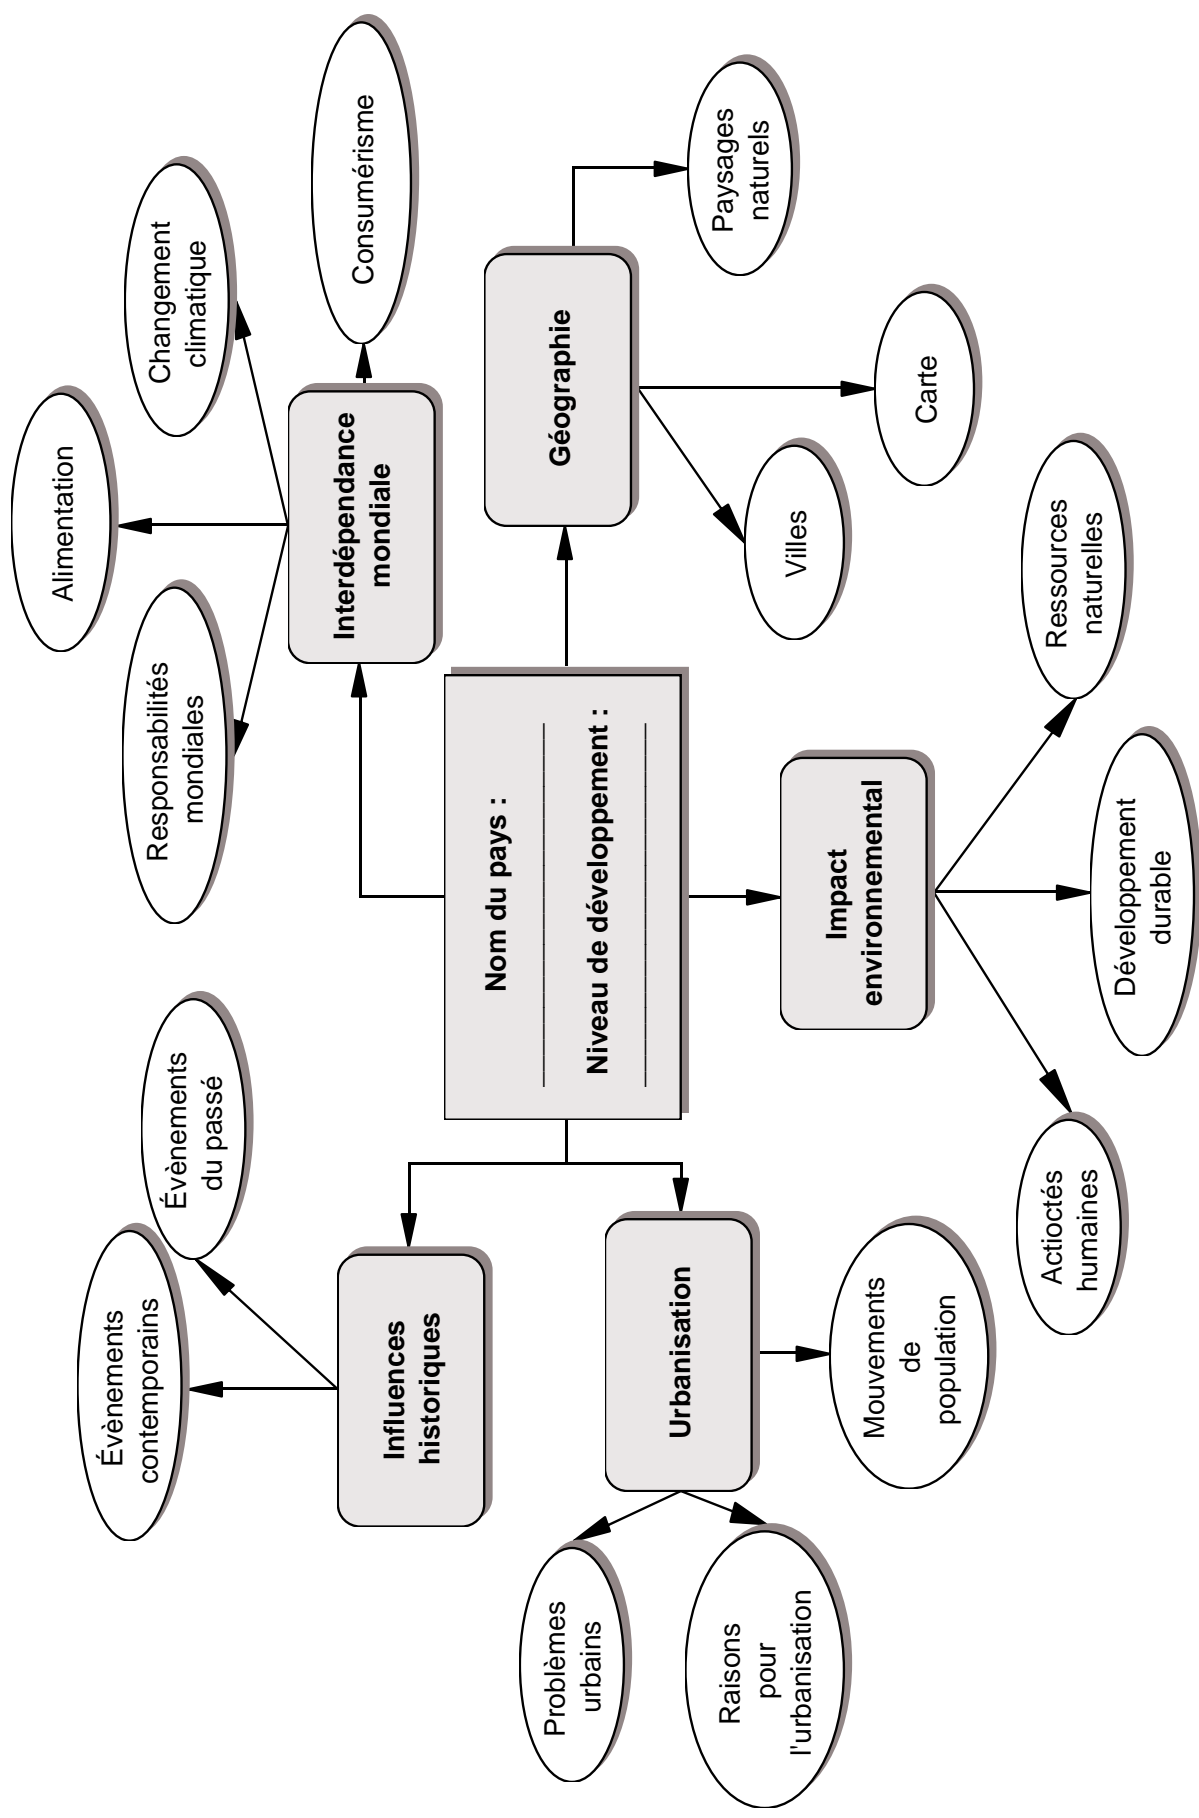 Évènements
contemporains
Évènements
du passé
Responsabilités
mondiales
Alimentation
Changement
climatique
Consumérisme
Influences
historiques
Interdépendance
mondiale
Nom du pays :
Niveau de développement :
Géographie
Paysages
naturels
Villes
Carte
Problèmes
urbains
Raisons
pour
l'urbanisation
Urbanisation
Mouvements
de
population
Impact
environnemental
Actioctés
humaines
Développement
durable
Ressources
naturelles